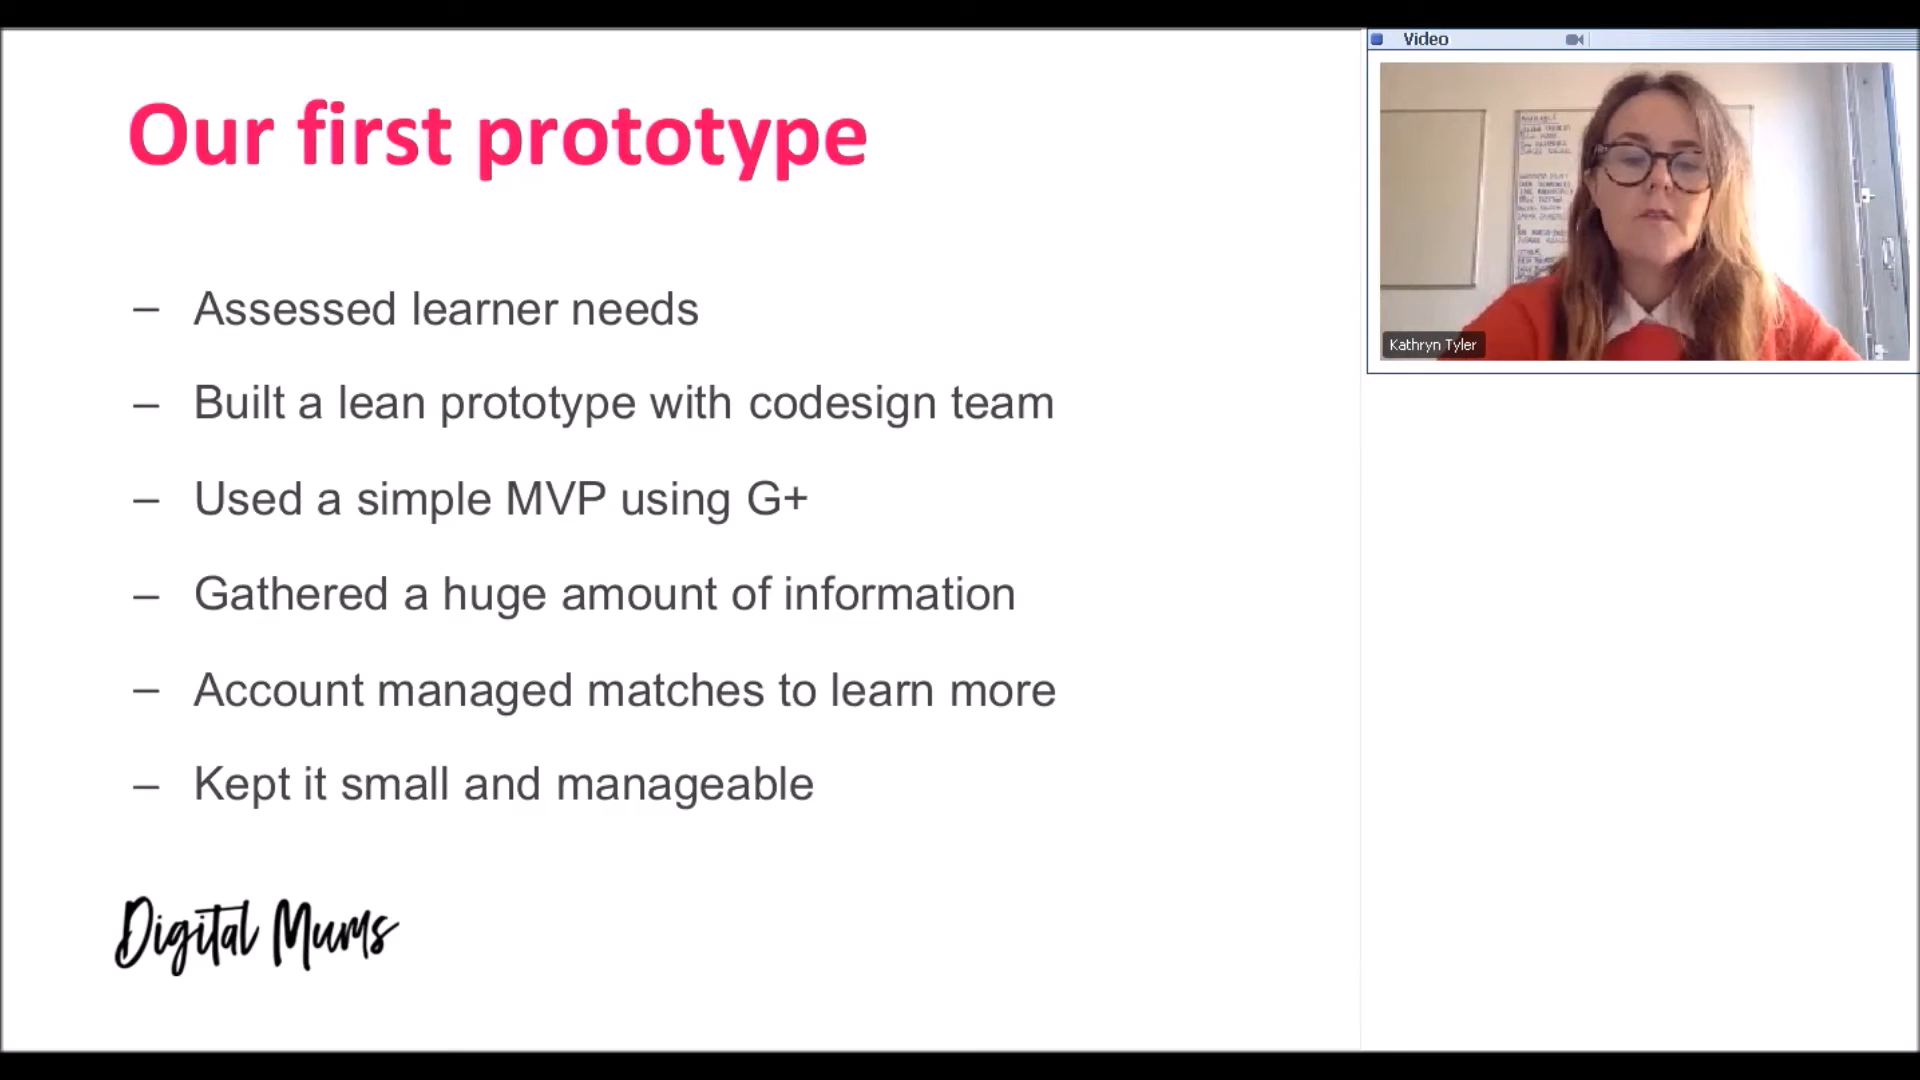 Our first prototype
– Assessed learner needs
– Built a lean prototype with codesign team
– Used a simple MVP using G+
– Gathered a huge amount of information
– Account managed matches to learn more
– Kept it small and manageable
Digital Mums
Video
Kathryn Tyler